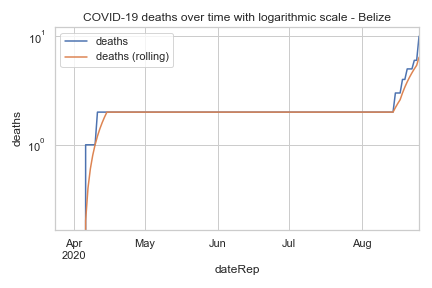 COVID-19 deaths over time with logarithmic scale - Belize
deaths
deaths (rolling)
10¹
10⁰
deaths
Apr
2020
May
Jun
Jul
Aug
dateRep